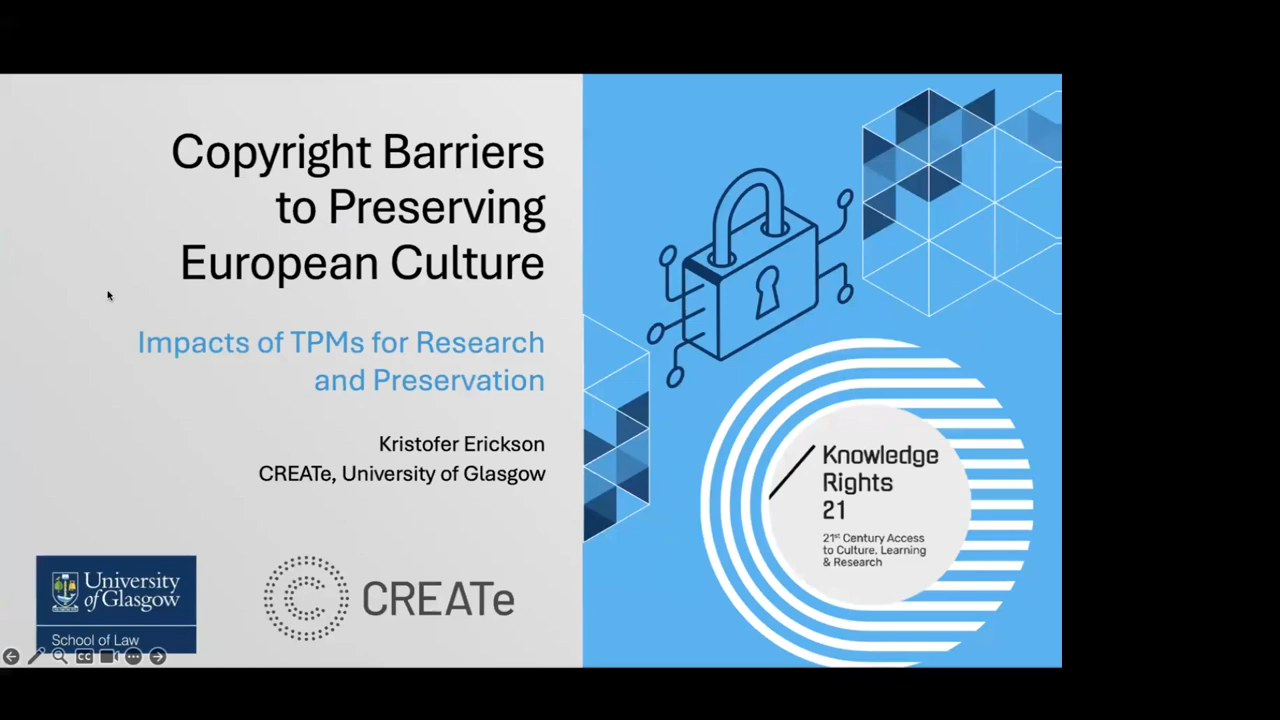 Copyright Barriers
to Preserving
European Culture
Impacts of TPMs for Research
and Preservation
Kristofer Erickson
CREATe, University of Glasgow
University
of Glasgow
School of Law
CREATe
Knowledge
Rights
21
21st Century Access
to Culture, Learning
& Research
CC